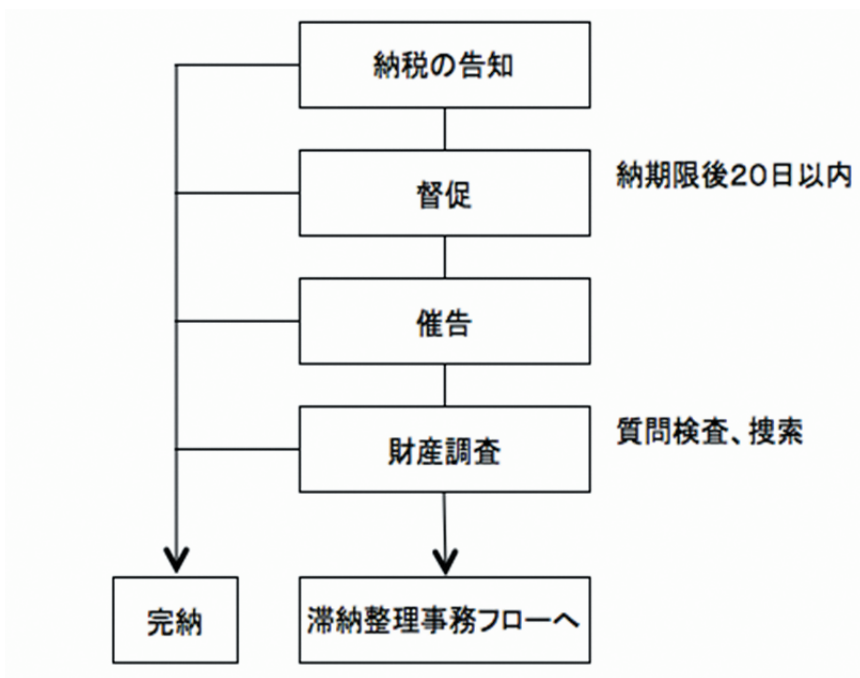 納税の告知
督促
納期限後20日以内
催告
財産調査
質問検査、捜索
完納
滞納整理事務フローへ